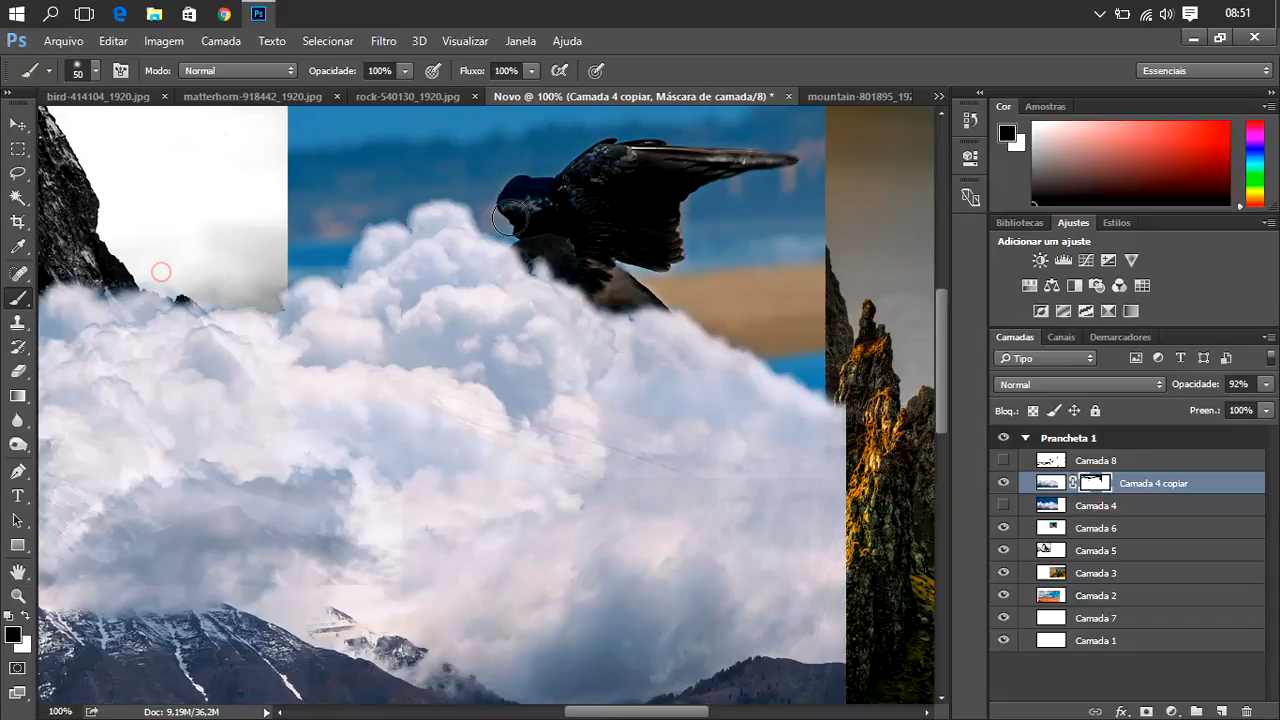 08:51
Ps Arquivo Editar Imagem Camada Texto Selecionar Filtro 3D Visualizar Janela Ajuda
50 Modo: Normal Opacidade: 100% Fluxo: 100% Essenciais
bird-414104_1920.jpg × matterhorn-918442_1920.jpg × rock-540130_1920.jpg × Novo @ 100% (Camada 4 copiar, Máscara de camada/8) * × mountain-801895_192
Cor Amostras
Bibliotecas Ajustes Estilos
Adicionar um ajuste
Camadas Canais Demarcadores
Tipo
Normal Opacidade: 92%
Bloq.: Preen.: 100%
Prancheta 1
Camada 8
Camada 4 copiar
Camada 4
Camada 6
Camada 5
Camada 3
Camada 2
Camada 7
Camada 1
100% Doc: 9,19M/36,2M